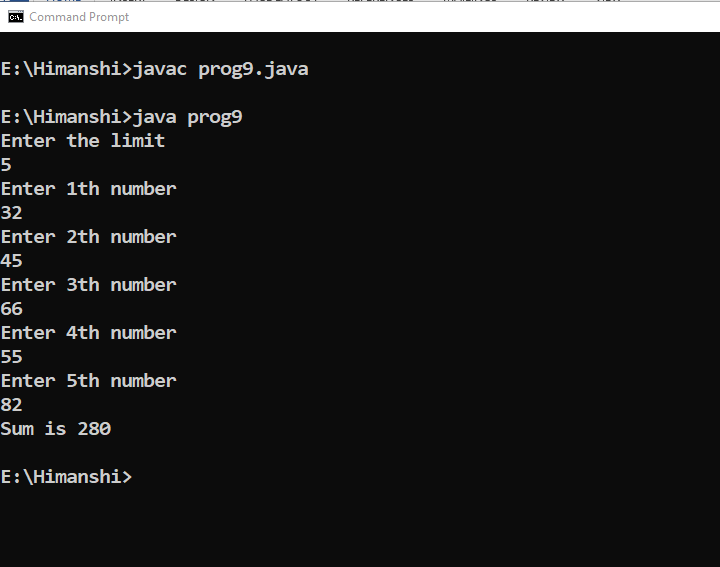 Command Prompt
E:\Himanshi>javac prog9.java
E:\Himanshi>java prog9
Enter the limit
5
Enter 1th number
32
Enter 2th number
45
Enter 3th number
66
Enter 4th number
55
Enter 5th number
82
Sum is 280
E:\Himanshi>